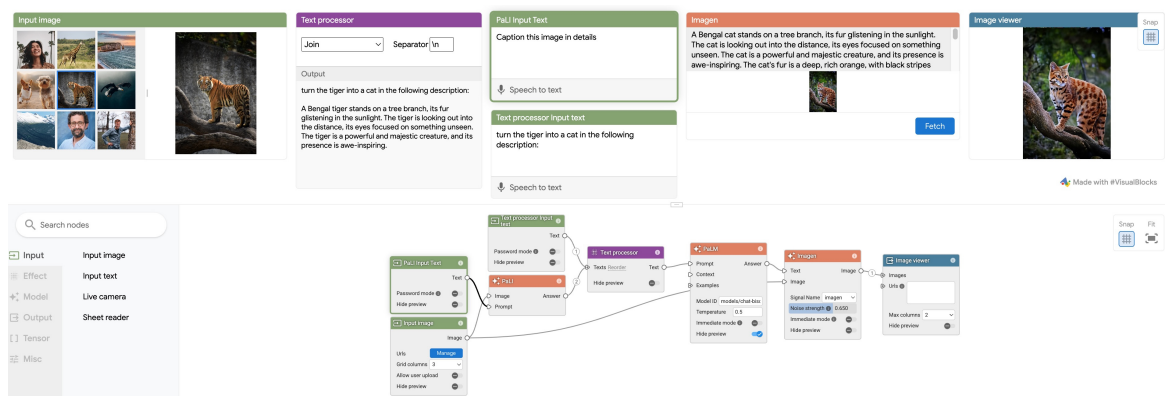 Input image
Text processor
Join
Separator \n
Output
turn the tiger into a cat in the following description:
A Bengal tiger stands on a tree branch, its fur
glistening in the sunlight. The tiger is looking out into
the distance, its eyes focused on something unseen.
The tiger is a powerful and majestic creature, and its
presence is awe-inspiring.
PaLI Input Text
Caption this image in details
Speech to text
Text processor Input text
turn the tiger into a cat in the following
description:
Speech to text
Imagen
A Bengal cat stands on a tree branch, its fur glistening in the sunlight.
The cat is looking out into the distance, its eyes focused on something
unseen. The cat is a powerful and majestic creature, and its presence is
awe-inspiring. The cat's fur is a deep, rich orange, with black stripes
Fetch
Image viewer
Snap
Made with #VisualBlocks
Search nodes
Input
Effect
Model
Output
Tensor
Misc
Input image
Input text
Live camera
Sheet reader
Text processor Input
text
Text
Password mode
Hide preview
PaLI Input Text
Text
Password mode
Hide preview
PaLI
Image
Answer
Prompt
Input image
Image
Urls
Manage
Grid columns
3
Allow user upload
Hide preview
Text processor
Texts Reorder
Text
Hide preview
PaLM
Prompt
Answer
Context
Examples
Model ID
models/chat-bis
Temperature
0.5
Immediate mode
Hide preview
Imagen
Text
Image
Image
Signal Name
imagen
Noise strength
0.650
Immediate mode
Hide preview
Image viewer
Images
Urls
Max columns
2
Hide preview
Snap
Fit